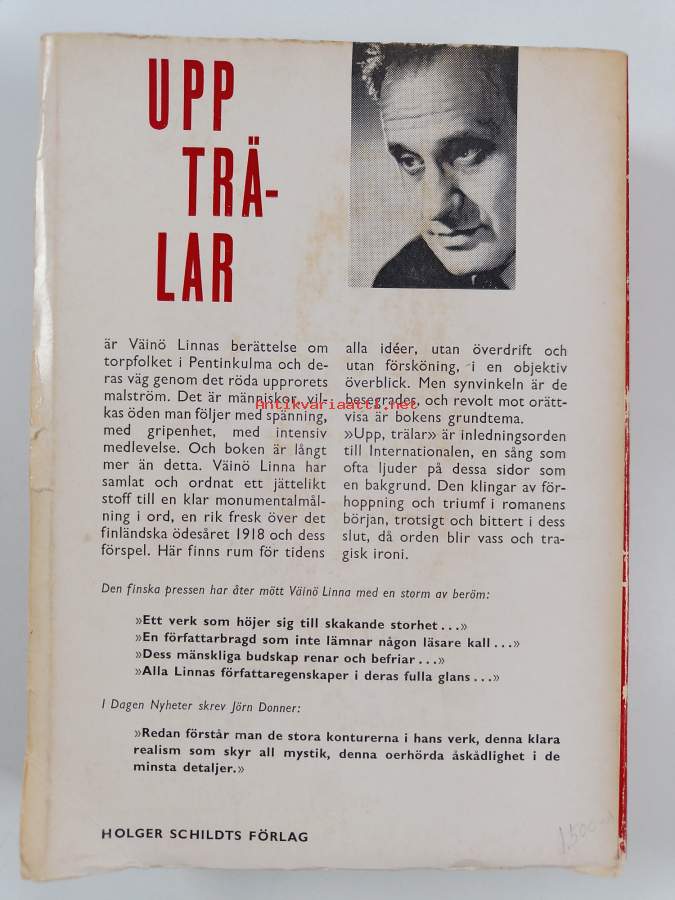 UPP
TRÄ-
LAR
är Väinö Linnas berättelse om
torpfolket i Pentinkulma och de-
ras väg genom det röda upprorets
malström. Det är människor, vil-
kas öden man följer med spänning,
med gripenhet, med intensiv
medlevelse. Och boken är långt
mer än detta. Väinö Linna har
samlat och ordnat ett jättelikt
stoff till en klar monumentalmål-
ning i ord, en rik fresk över det
finländska ödesåret 1918 och dess
förspel. Här finns rum för tidens
alla idéer, utan överdrift och
utan försköning, i en objektiv
överblick. Men synvinkeln är de
besegrades, och revolt mot orätt-
visa är bokens grundtema.
»Upp, trälar» är inledningsorden
till Internationalen, en sång som
ofta ljuder på dessa sidor som
en bakgrund. Den klingar av för-
hoppning och triumf i romanens
början, trotsigt och bittert i dess
slut, då orden blir vass och tra-
gisk ironi.
Antikvariaatti.net
Den finska pressen har åter mött Väinö Linna med en storm av beröm:
»Ett verk som höjer sig till skakande storhet...»
»En författarbragd som inte lämnar någon läsare kall...»
»Dess mänskliga budskap renar och befriar...»
»Alla Linnas författaregenskaper i deras fulla glans...»
I Dagen Nyheter skrev Jörn Donner:
»Redan förstår man de stora konturerna i hans verk, denna klara
realism som skyr all mystik, denna oerhörda åskådlighet i de
minsta detaljer.»
HOLGER SCHILDTS FÖRLAG